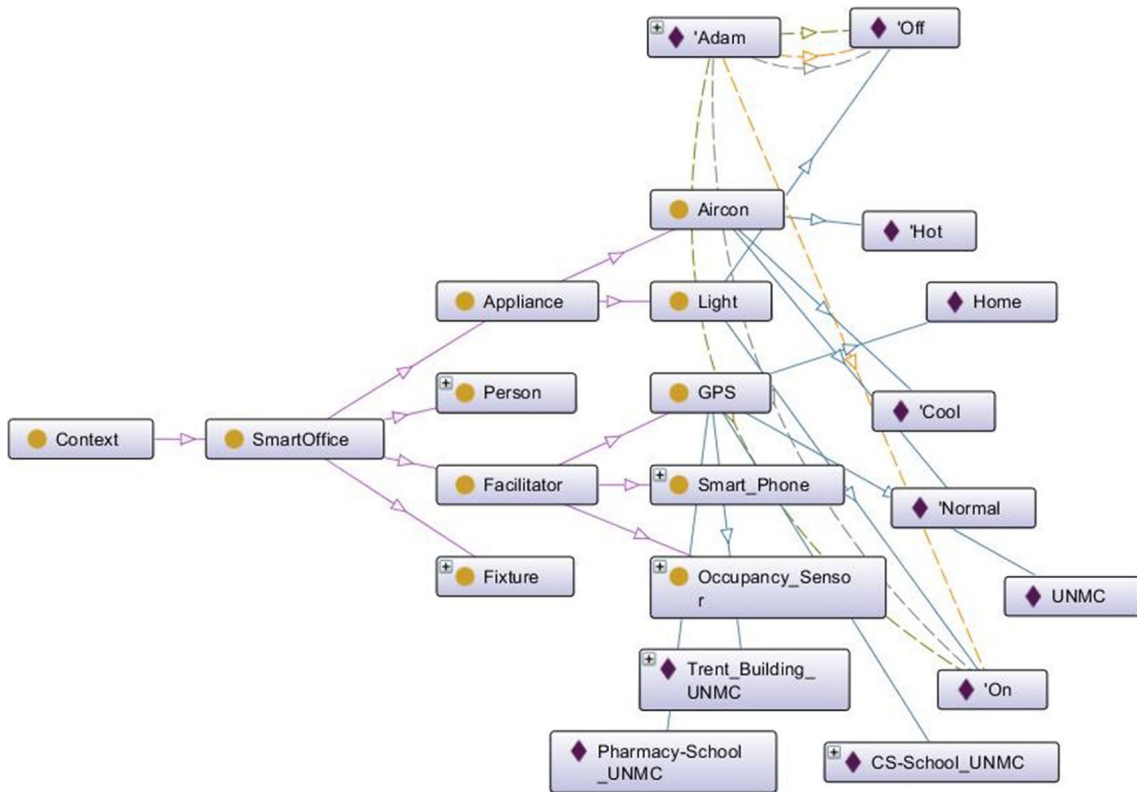 'Adam
'Off
Aircon
'Hot
Appliance
Light
Home
Person
GPS
'Cool
Context
SmartOffice
Facilitator
Smart_Phone
'Normal
Fixture
Occupancy_Senso
r
UNMC
Trent_Building_
UNMC
'On
Pharmacy-School
_UNMC
CS-School_UNMC